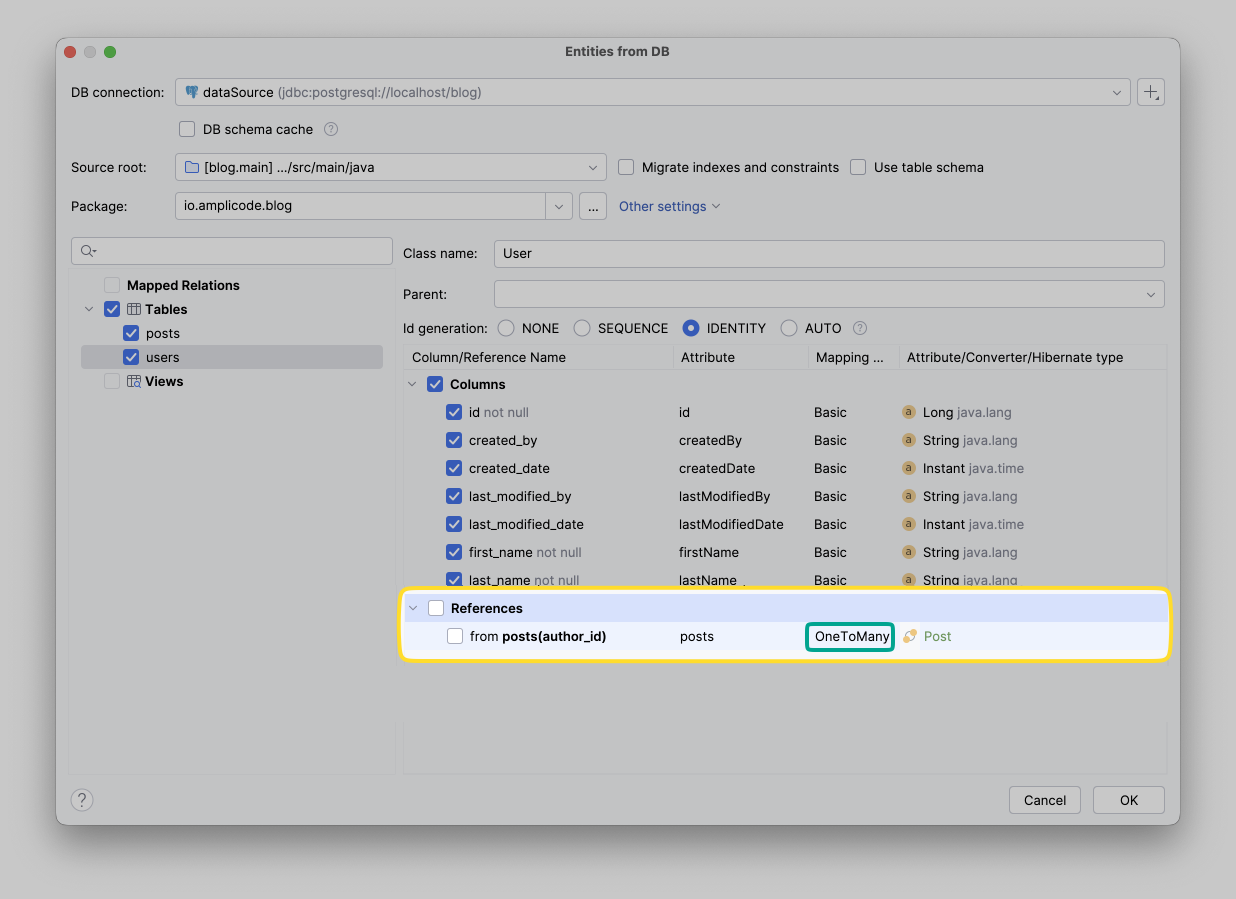 Entities from DB
DB connection: dataSource (jdbc:postgresql://localhost/blog)
DB schema cache ?
Source root: [blog.main] .../src/main/java Migrate indexes and constraints Use table schema
Package: io.amplicode.blog ... Other settings
Class name: User
Mapped Relations
Parent:
Tables
Id generation: NONE SEQUENCE IDENTITY AUTO ?
posts
users
Views
Column/Reference Name Attribute Mapping ... Attribute/Converter/Hibernate type
Columns
id not null id Basic a Long java.lang
created_by createdBy Basic a String java.lang
created_date createdDate Basic a Instant java.time
last_modified_by lastModifiedBy Basic a String java.lang
last_modified_date lastModifiedDate Basic a Instant java.time
first_name not null firstName Basic a String java.lang
last_name not null lastName Basic a String java.lang
References
from posts(author_id) posts OneToMany Post
? Cancel OK